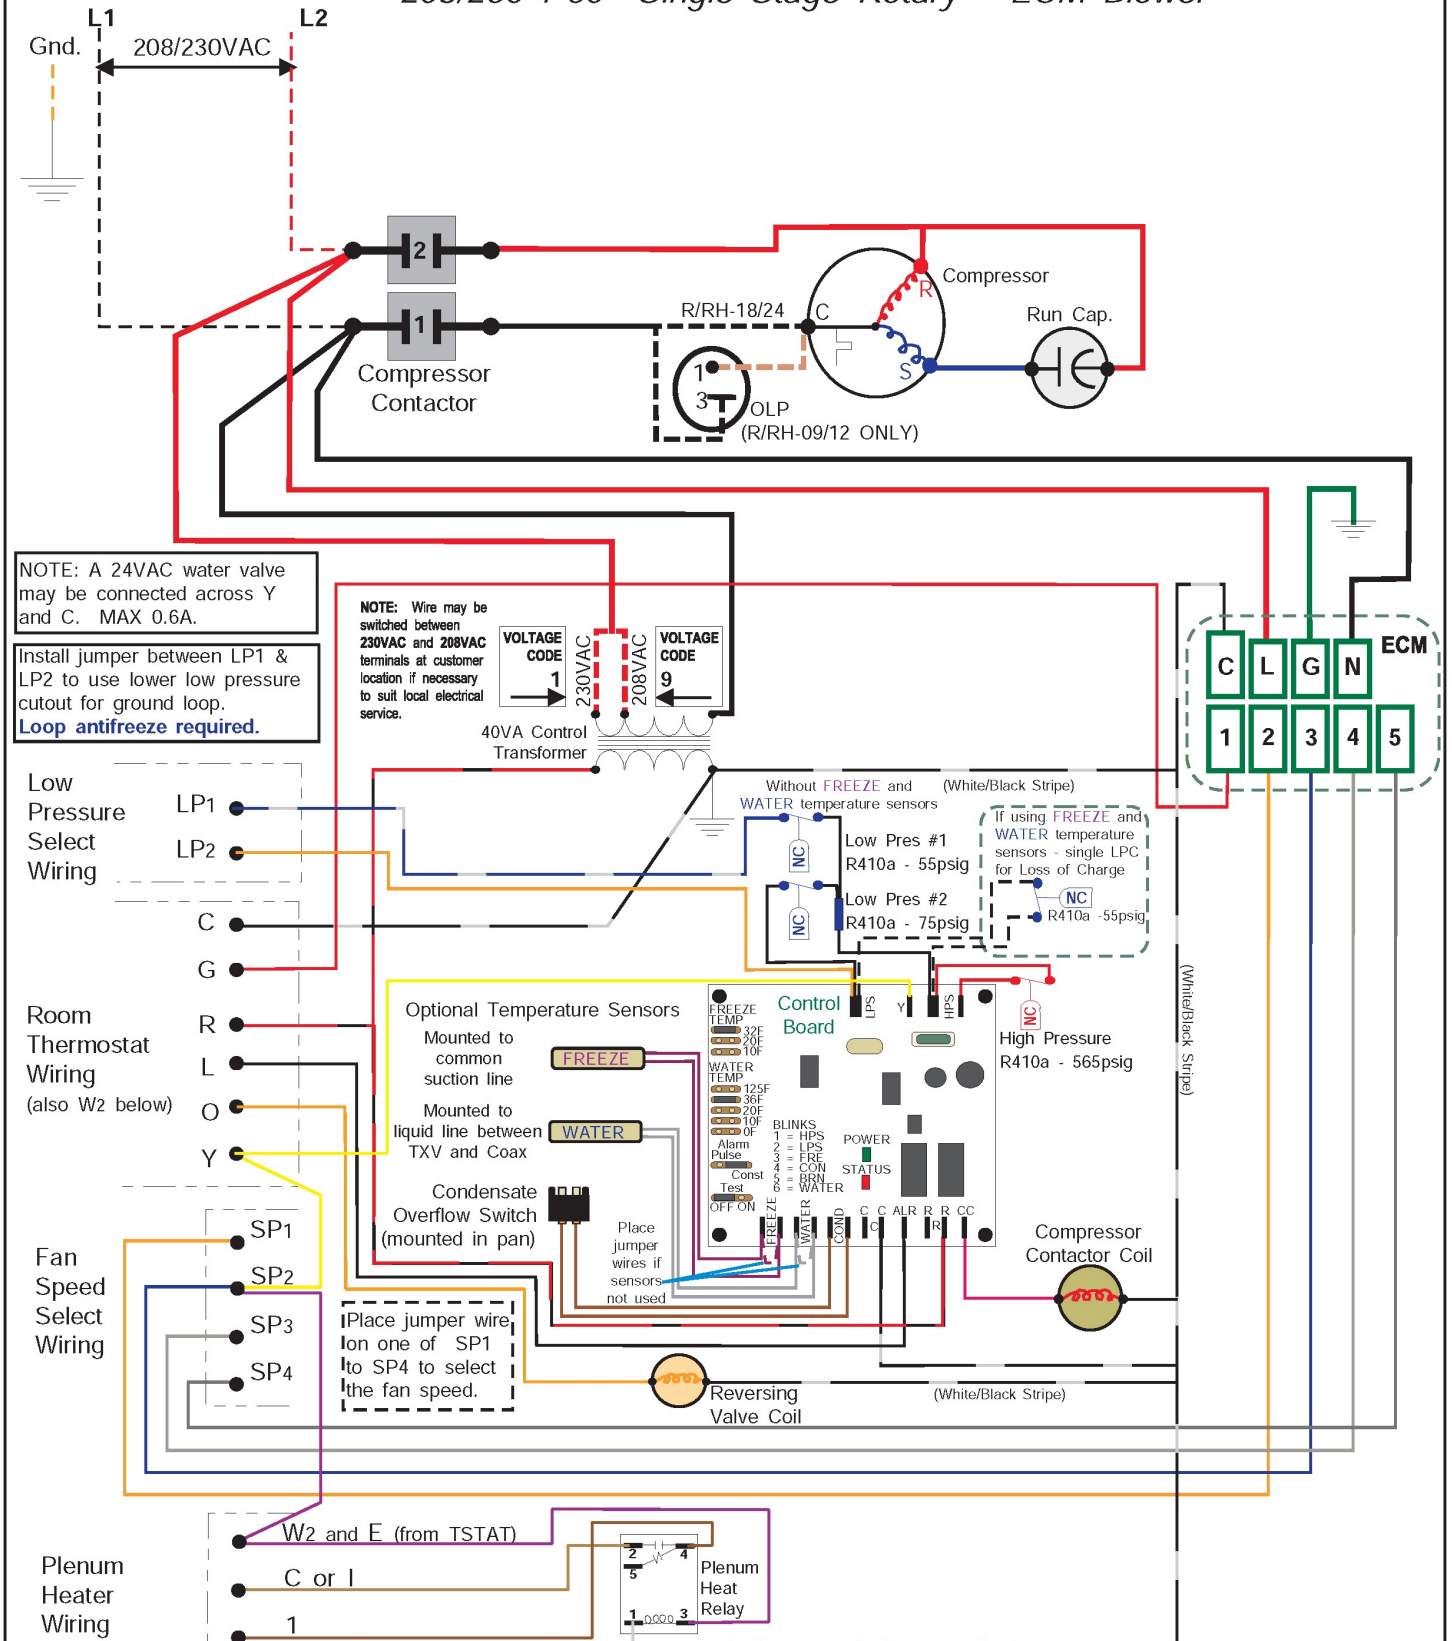 208/230-1-60 Single Stage Rotary - ECM Blower
L1
L2
Gnd.
208/230VAC
2
1
Compressor
Contactor
R/RH-18/24
C
R
S
Compressor
Run Cap.
1
3
OLP
(R/RH-09/12 ONLY)
NOTE: A 24VAC water valve
may be connected across Y
and C. MAX 0.6A.
Install jumper between LP1 &
LP2 to use lower low pressure
cutout for ground loop.
Loop antifreeze required.
NOTE: Wire may be
switched between
230VAC and 208VAC
terminals at customer
location if necessary
to suit local electrical
service.
VOLTAGE
CODE
1
230VAC
208VAC
VOLTAGE
CODE
9
40VA Control
Transformer
ECM
C L G N
1 2 3 4 5
Low
Pressure
Select
Wiring
LP1
LP2
Without FREEZE and
WATER temperature sensors
(White/Black Stripe)
NC
Low Pres #1
R410a - 55psig
NC
Low Pres #2
R410a - 75psig
If using FREEZE and
WATER temperature
sensors - single LPC
for Loss of Charge
NC
R410a -55psig
(White/Black Stripe)
Room
Thermostat
Wiring
(also W2 below)
C
G
R
L
O
Y
Optional Temperature Sensors
Mounted to
common
suction line
FREEZE
Mounted to
liquid line between
TXV and Coax
WATER
Condensate
Overflow Switch
(mounted in pan)
Place
jumper
wires if
sensors
not used
Control
Board
LPS
Y
HPS
NC
High Pressure
R410a - 565psig
FREEZE
TEMP
32F
20F
10F
WATER
TEMP
125F
36F
20F
10F
0F
Alarm
Pulse
Const
Test
OFF ON
BLINKS
1 = HPS
2 = LPS
3 = FRE
4 = CON
5 = BRN
6 = WATER
POWER
STATUS
FREEZE
WATER
COND
C C ALR R R CC
C R
Compressor
Contactor Coil
Fan
Speed
Select
Wiring
SP1
SP2
SP3
SP4
Place jumper wire
on one of SP1
to SP4 to select
the fan speed.
Reversing
Valve Coil
(White/Black Stripe)
Plenum
Heater
Wiring
W2 and E (from TSTAT)
C or I
1
2
4
5
1
3
Plenum
Heat
Relay